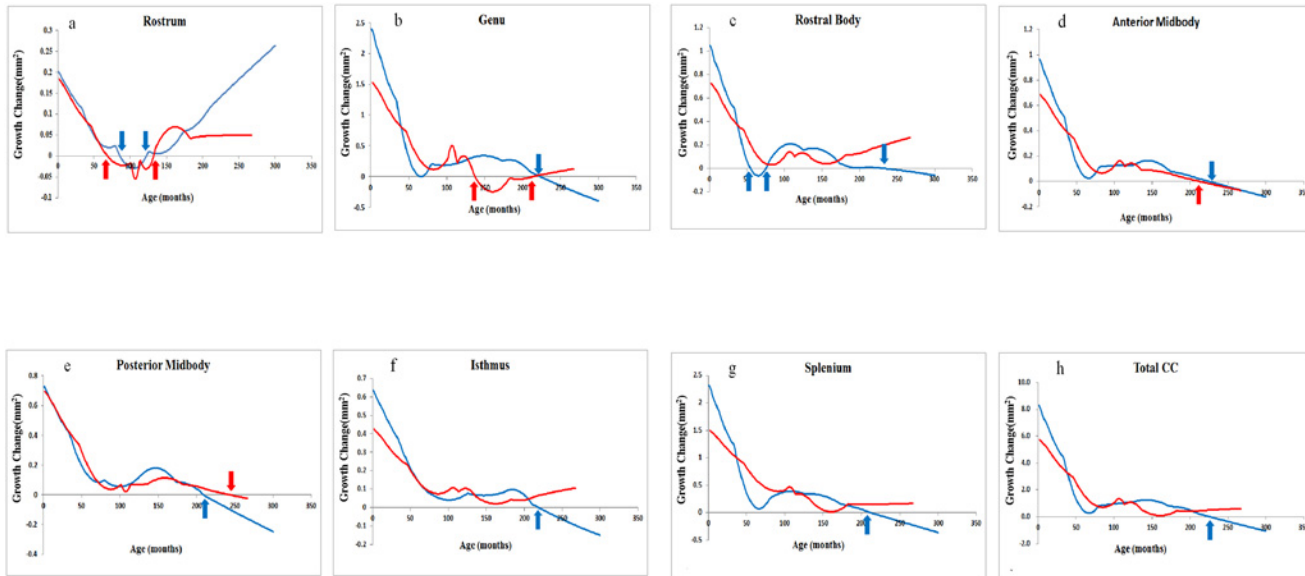 a Rostrum
Growth Change(mm²)
0.3
0.25
0.2
0.15
0.1
0.05
0
-0.05
-0.1
0 50 100 150 200 250 300 350
Age (months)
b Genu
Growth Change(mm²)
2.5
2
1.5
1
0.5
0
-0.5
0 50 100 150 200 250 300 350
Age (months)
c Rostral Body
Growth Change(mm²)
1.2
1
0.8
0.6
0.4
0.2
0
-0.2
0 50 100 150 200 250 300 350
Age (months)
d Anterior Midbody
Growth Change(mm²)
1.2
1
0.8
0.6
0.4
0.2
0
-0.2
0 50 100 150 200 250 300 350
Age (months)
e Posterior Midbody
Growth Change(mm²)
0.8
0.6
0.4
0.2
0
-0.2
-0.4
0 50 100 150 200 250 300 350
Age (months)
f Isthmus
Growth Change(mm²)
0.7
0.6
0.5
0.4
0.3
0.2
0.1
0
-0.1
-0.2
0 50 100 150 200 250 300 350
Age (months)
g Splenium
Growth Change(mm²)
2.5
2
1.5
1
0.5
0
-0.5
0 50 100 150 200 250 300 350
Age (months)
h Total CC
Growth Change(mm²)
10.0
8.0
6.0
4.0
2.0
0.0
-2.0
0 50 100 150 200 250 300 350
Age (months)